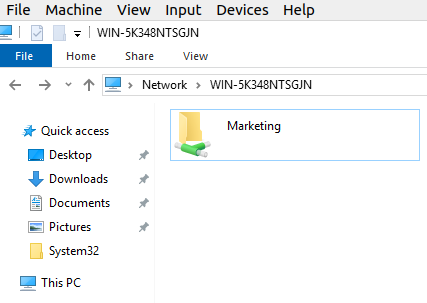 File Machine View Input Devices Help
WIN-5K348NTSGJN
File Home Share View
Network WIN-5K348NTSGJN
Quick access
Marketing
Desktop
Downloads
Documents
Pictures
System32
This PC